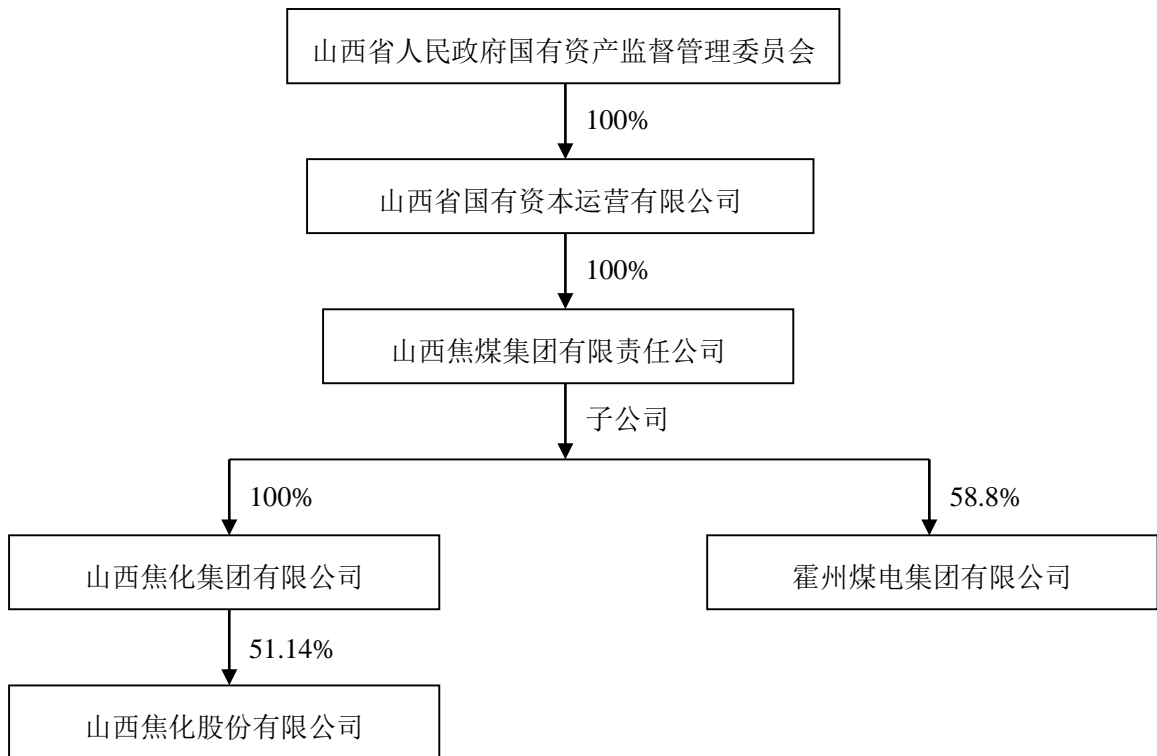 山西省人民政府国有资产监督管理委员会
100%
山西省国有资本运营有限公司
100%
山西焦煤集团有限责任公司
子公司
100%
58.8%
山西焦化集团有限公司
霍州煤电集团有限公司
51.14%
山西焦化股份有限公司